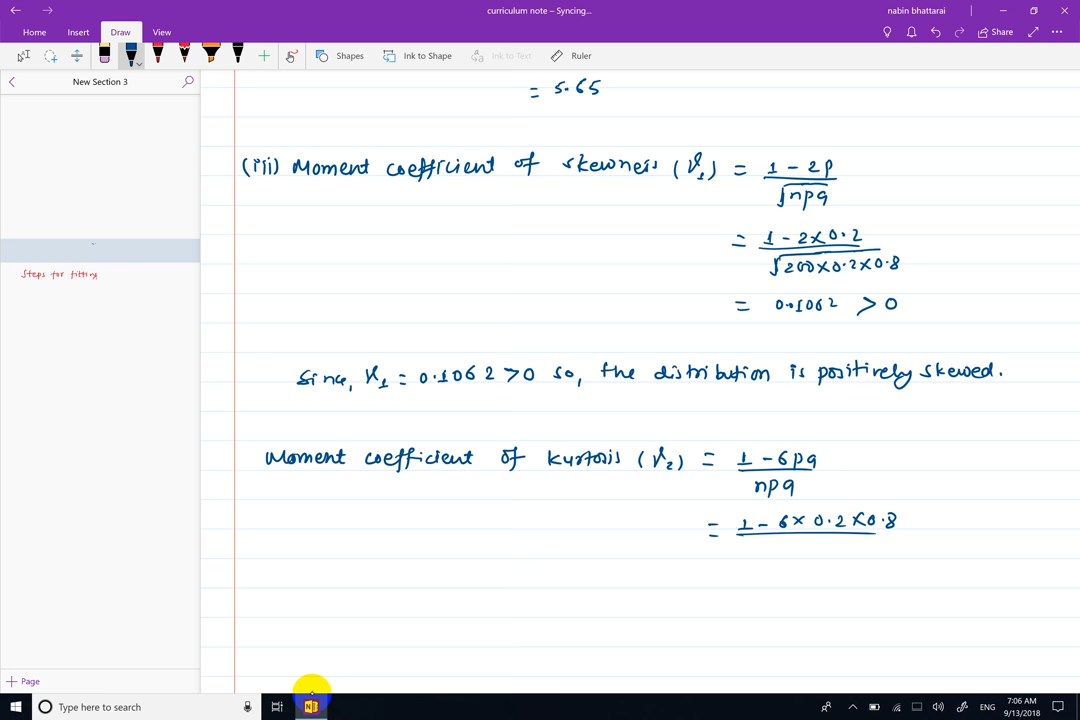 curriculum note – Syncing...
nabin bhattarai
Home Insert Draw View
Share
Shapes Ink to Shape Ink to Text Ruler
New Section 3
Steps for fitting
= 5.65
(iii) Moment coefficient of skewness (γ₁) = 1 - 2p / √npq
= 1 - 2×0.2 / √200×0.2×0.8
= 0.1062 > 0
Since, γ₁ = 0.1062 > 0 so, the distribution is positively skewed.
Moment coefficient of kurtosis (γ₂) = 1 - 6pq / npq
= 1 - 6×0.2×0.8
Page
Type here to search
ENG
7:06 AM
9/13/2018